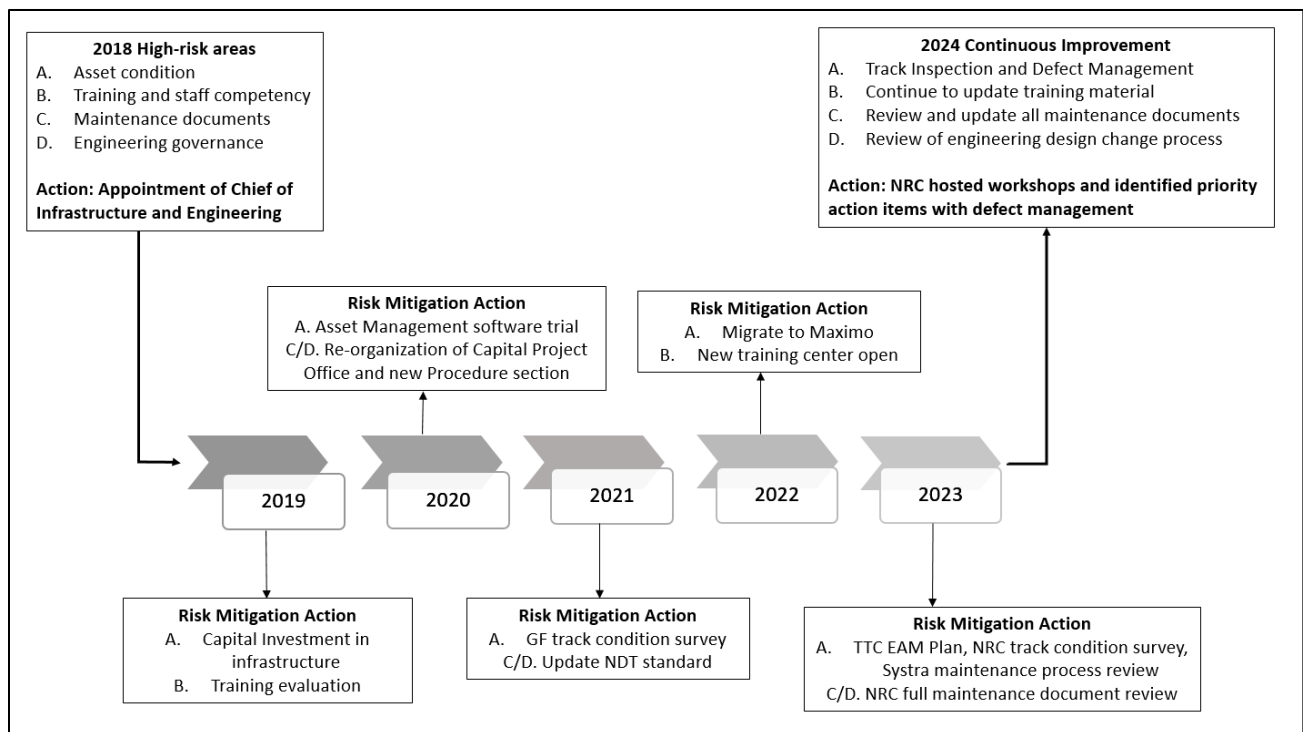 2018 High-risk areas
A. Asset condition
B. Training and staff competency
C. Maintenance documents
D. Engineering governance
Action: Appointment of Chief of
Infrastructure and Engineering
2024 Continuous Improvement
A. Track Inspection and Defect Management
B. Continue to update training material
C. Review and update all maintenance documents
D. Review of engineering design change process
Action: NRC hosted workshops and identified priority
action items with defect management
Risk Mitigation Action
A. Asset Management software trial
C/D. Re-organization of Capital Project
Office and new Procedure section
Risk Mitigation Action
A. Migrate to Maximo
B. New training center open
2019
2020
2021
2022
2023
Risk Mitigation Action
A. Capital Investment in
infrastructure
B. Training evaluation
Risk Mitigation Action
A. GF track condition survey
C/D. Update NDT standard
Risk Mitigation Action
A. TTC EAM Plan, NRC track condition survey,
Systra maintenance process review
C/D. NRC full maintenance document review